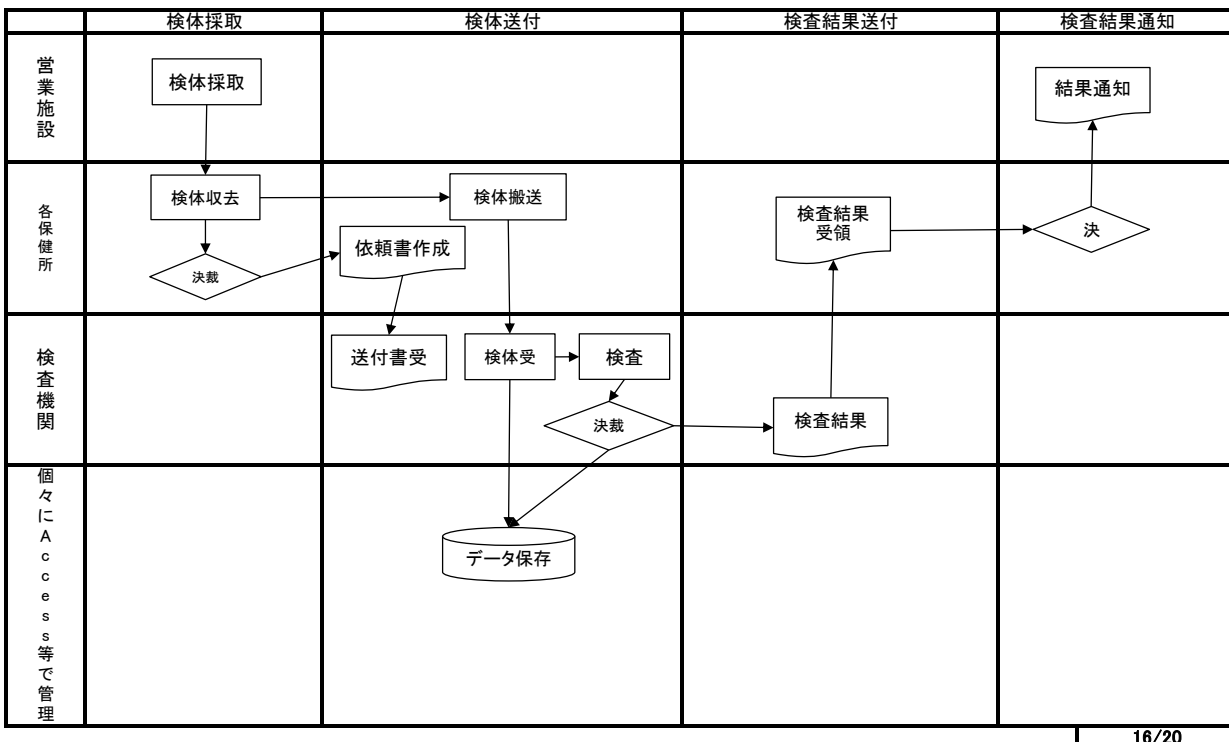 検体採取
検体送付
検査結果送付
検査結果通知
営業施設
検体採取
結果通知
各保健所
検体収去
検体搬送
検査結果
受領
決
依頼書作成
決裁
検査機関
送付書受
検体受
検査
決裁
検査結果
個々にAccess等で管理
データ保存
16/20